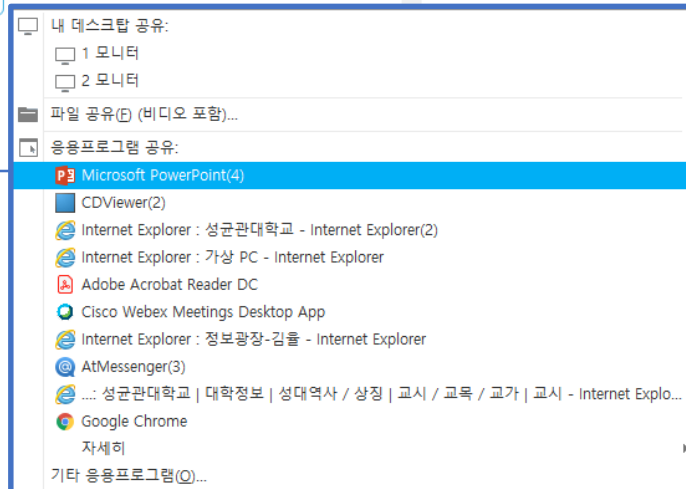 내 데스크탑 공유:
1 모니터
2 모니터
파일 공유(F) (비디오 포함)...
응용프로그램 공유:
Microsoft PowerPoint(4)
CDViewer(2)
Internet Explorer : 성균관대학교 - Internet Explorer(2)
Internet Explorer : 가상 PC - Internet Explorer
Adobe Acrobat Reader DC
Cisco Webex Meetings Desktop App
Internet Explorer : 정보광장-김율 - Internet Explorer
AtMessenger(3)
...: 성균관대학교 | 대학정보 | 성대역사 / 상징 | 교시 / 교목 / 교가 | 교시 - Internet Explo...
Google Chrome
자세히
기타 응용프로그램(O)...